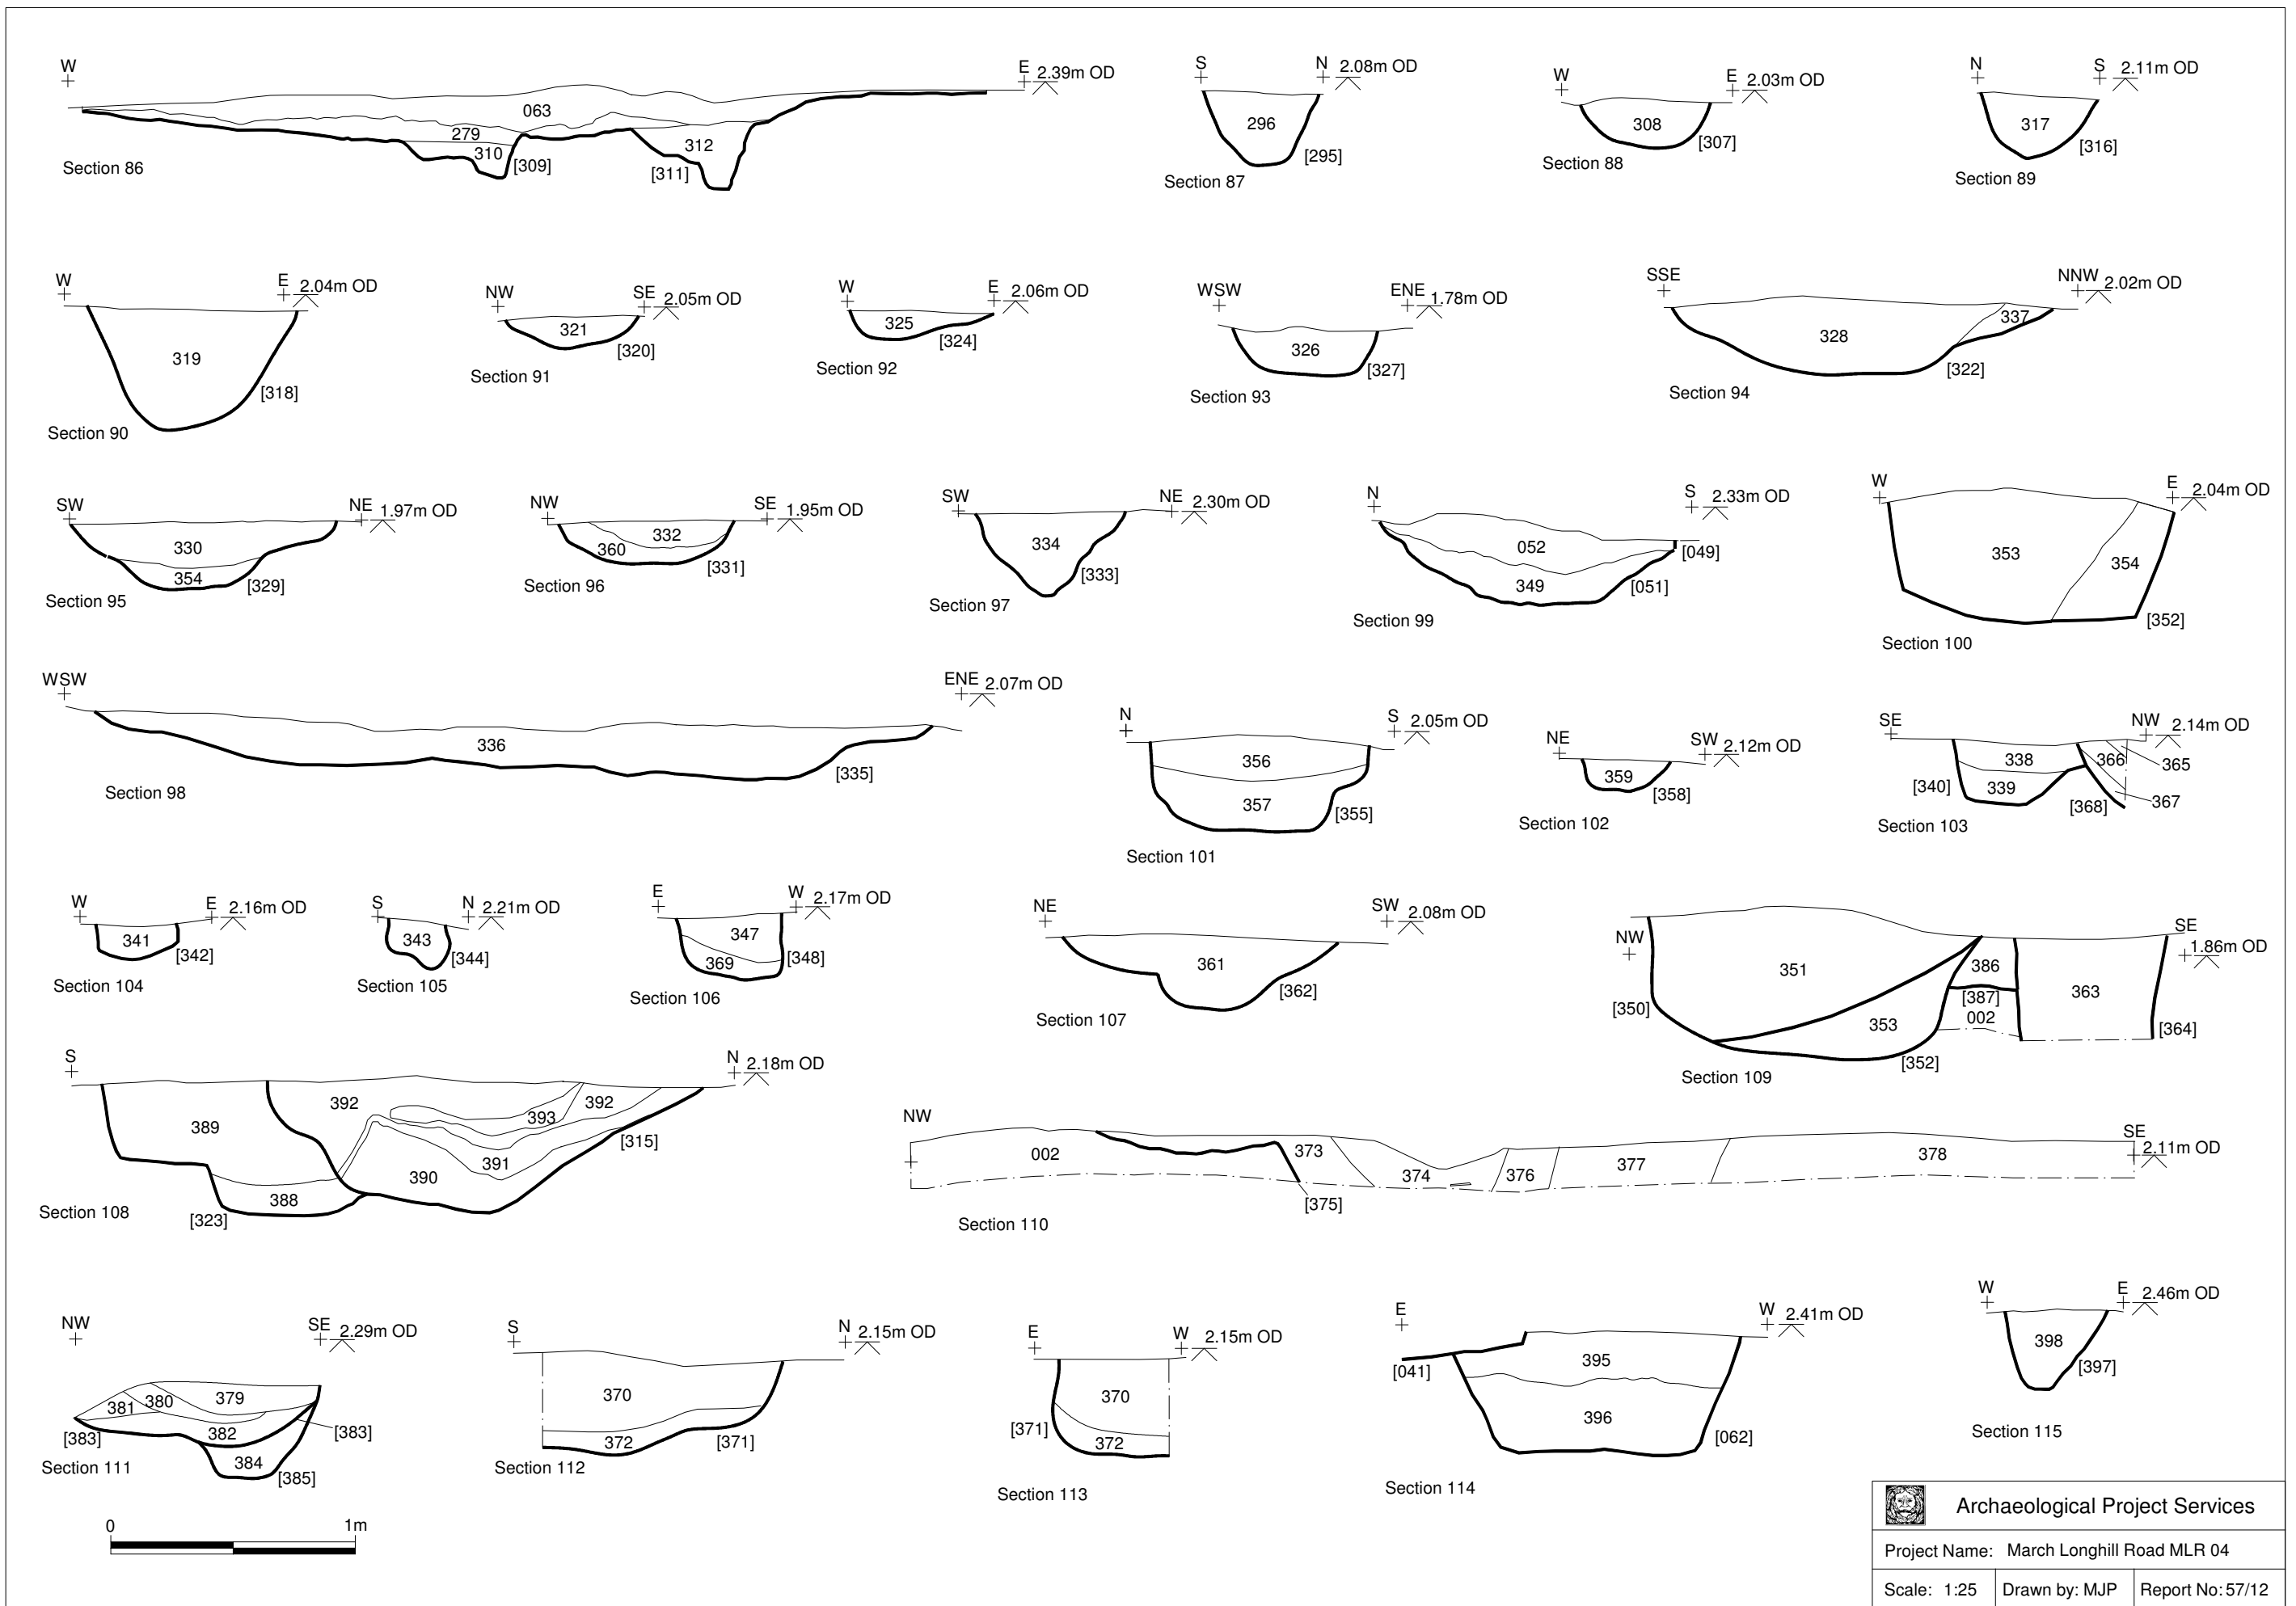 W
E 2.39m OD
063
279
310
[309]
312
[311]
Section 86
S
N 2.08m OD
296
[295]
Section 87
W
E 2.03m OD
308
[307]
Section 88
N
S 2.11m OD
317
[316]
Section 89
W
E 2.04m OD
319
[318]
Section 90
NW
SE 2.05m OD
321
[320]
Section 91
W
E 2.06m OD
325
[324]
Section 92
WSW
ENE 1.78m OD
326
[327]
Section 93
SSE
NNW 2.02m OD
328
337
[322]
Section 94
SW
NE 1.97m OD
330
354
[329]
Section 95
NW
SE 1.95m OD
332
360
[331]
Section 96
SW
NE 2.30m OD
334
[333]
Section 97
N
S 2.33m OD
052
[049]
349
[051]
Section 99
W
E 2.04m OD
353
354
[352]
Section 100
WSW
ENE 2.07m OD
336
[335]
Section 98
N
S 2.05m OD
356
357
[355]
Section 101
NE
SW 2.12m OD
359
[358]
Section 102
SE
NW 2.14m OD
338
366
365
[340]
339
[368]
367
Section 103
W
E 2.16m OD
341
[342]
Section 104
S
N 2.21m OD
343
[344]
Section 105
E
W 2.17m OD
347
369
[348]
Section 106
NE
SW 2.08m OD
361
[362]
Section 107
NW
SE
1.86m OD
351
386
363
[350]
[387]
002
353
[364]
[352]
Section 109
S
N 2.18m OD
392
393
392
389
391
[315]
390
388
[323]
Section 108
NW
SE
2.11m OD
002
373
374
376
377
378
[375]
Section 110
NW
SE 2.29m OD
381
380
379
[383]
382
[383]
384
[385]
Section 111
S
N 2.15m OD
370
372
[371]
Section 112
E
W 2.15m OD
370
[371]
372
Section 113
E
W 2.41m OD
[041]
395
396
[062]
Section 114
W
E 2.46m OD
398
[397]
Section 115
0 1m
Archaeological Project Services
Project Name: March Longhill Road MLR 04
Scale: 1:25 Drawn by: MJP Report No: 57/12